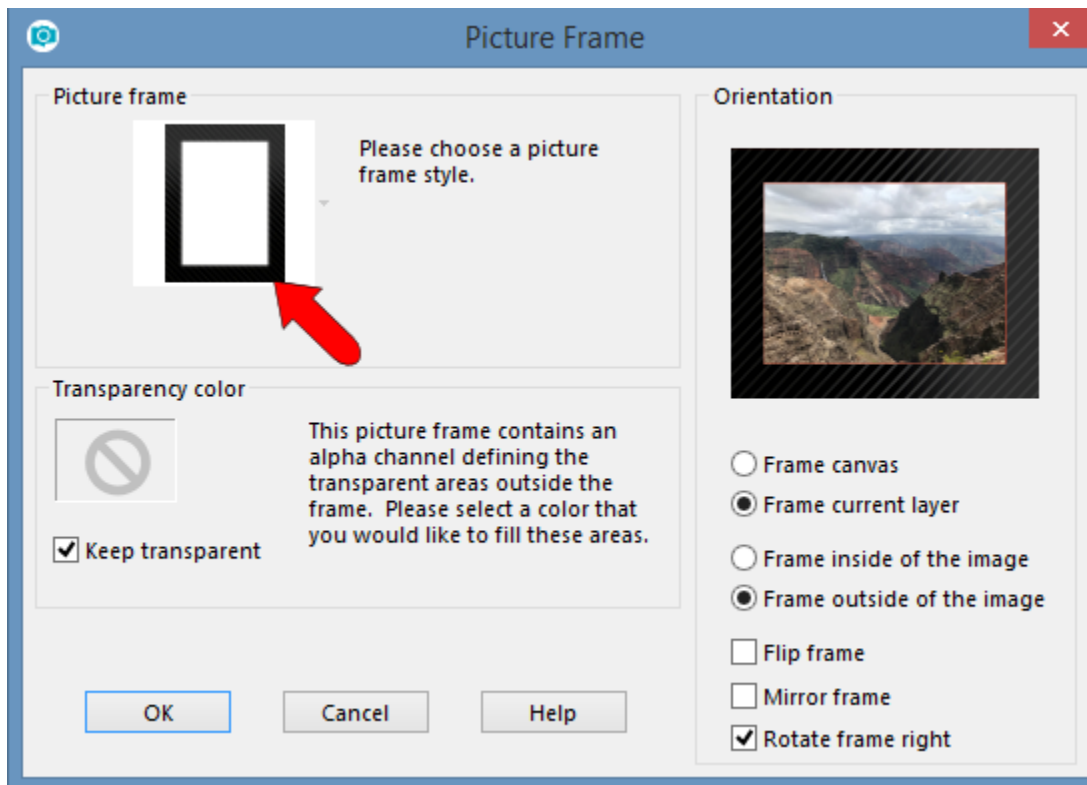 Picture Frame
Picture frame
Please choose a picture
frame style.
Transparency color
This picture frame contains an
alpha channel defining the
transparent areas outside the
frame.  Please select a color that
you would like to fill these areas.
Keep transparent
OK
Cancel
Help
Orientation
Frame canvas
Frame current layer
Frame inside of the image
Frame outside of the image
Flip frame
Mirror frame
Rotate frame right